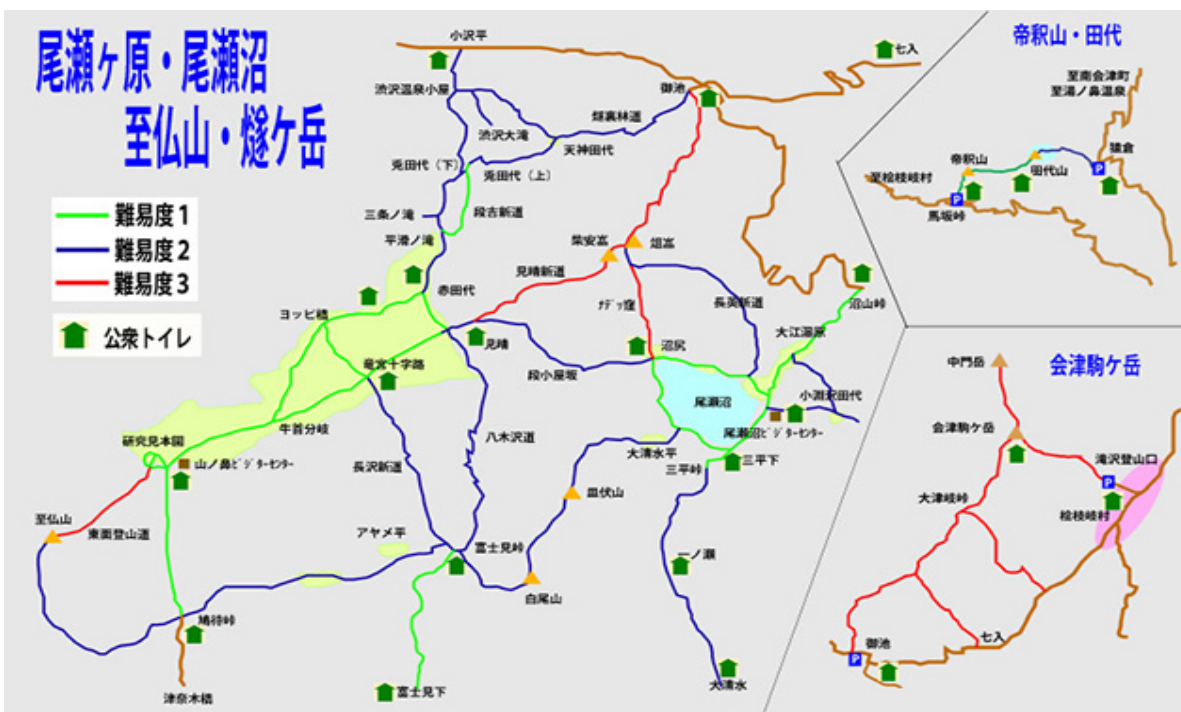 尾瀬ヶ原・尾瀬沼
至仏山・燧ケ岳
難易度1
難易度2
難易度3
公衆トイレ
小沢平
七入
渋沢温泉小屋
御池
渋沢大滝
燧裏林道
天神田代
兎田代(下)
兎田代(上)
三条ノ滝
段吉新道
平滑ノ滝
柴安嵓
俎嵓
見晴新道
赤田代
ナデッ窪
長英新道
沼山峠
大江湿原
ヨッピ橋
見晴
沼尻
竜宮十字路
段小屋坂
尾瀬沼
小淵沢田代
尾瀬沼ビジターセンター
牛首分岐
研究見本園
山ノ鼻ビジターセンター
八木沢道
長沢新道
大清水平
三平下
三平峠
皿伏山
至仏山
東面登山道
アヤメ平
富士見峠
一ノ瀬
白尾山
鳩待峠
津奈木橋
富士見下
大清水
帝釈山・田代
至南会津町
至湯ノ鼻温泉
帝釈山
猿倉
田代山
至桧枝岐村
馬坂峠
P
P
会津駒ケ岳
中門岳
会津駒ケ岳
滝沢登山口
P
大津岐峠
桧枝岐村
七入
御池
P